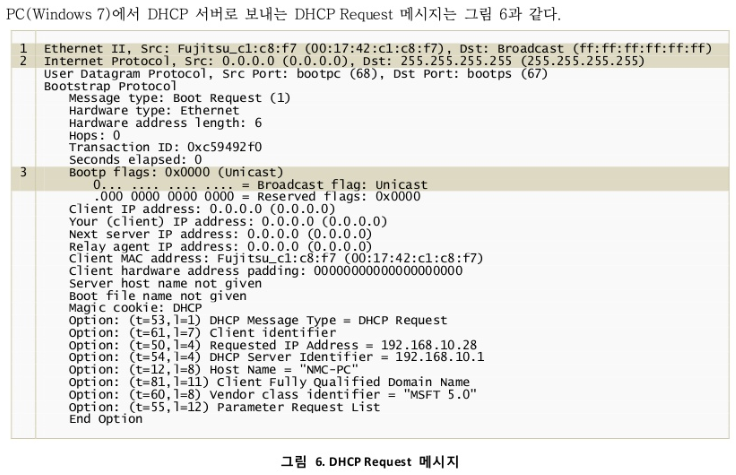 PC(Windows 7)에서 DHCP 서버로 보내는 DHCP Request 메시지는 그림 6과 같다.
1 Ethernet II, Src: Fujitsu_c1:c8:f7 (00:17:42:c1:c8:f7), Dst: Broadcast (ff:ff:ff:ff:ff:ff)
2 Internet Protocol, Src: 0.0.0.0 (0.0.0.0), Dst: 255.255.255.255 (255.255.255.255)
User Datagram Protocol, Src Port: bootpc (68), Dst Port: bootps (67)
Bootstrap Protocol
Message type: Boot Request (1)
Hardware type: Ethernet
Hardware address length: 6
Hops: 0
Transaction ID: 0xc59492f0
Seconds elapsed: 0
3 Bootp flags: 0x0000 (Unicast)
0... .... .... .... = Broadcast flag: Unicast
.000 0000 0000 0000 = Reserved flags: 0x0000
Client IP address: 0.0.0.0 (0.0.0.0)
Your (client) IP address: 0.0.0.0 (0.0.0.0)
Next server IP address: 0.0.0.0 (0.0.0.0)
Relay agent IP address: 0.0.0.0 (0.0.0.0)
Client MAC address: Fujitsu_c1:c8:f7 (00:17:42:c1:c8:f7)
Client hardware address padding: 00000000000000000000
Server host name not given
Boot file name not given
Magic cookie: DHCP
Option: (t=53,l=1) DHCP Message Type = DHCP Request
Option: (t=61,l=7) Client identifier
Option: (t=50,l=4) Requested IP Address = 192.168.10.28
Option: (t=54,l=4) DHCP Server Identifier = 192.168.10.1
Option: (t=12,l=8) Host Name = "NMC-PC"
Option: (t=81,l=11) Client Fully Qualified Domain Name
Option: (t=60,l=8) Vendor class identifier = "MSFT 5.0"
Option: (t=55,l=12) Parameter Request List
End Option
그림 6. DHCP Request 메시지